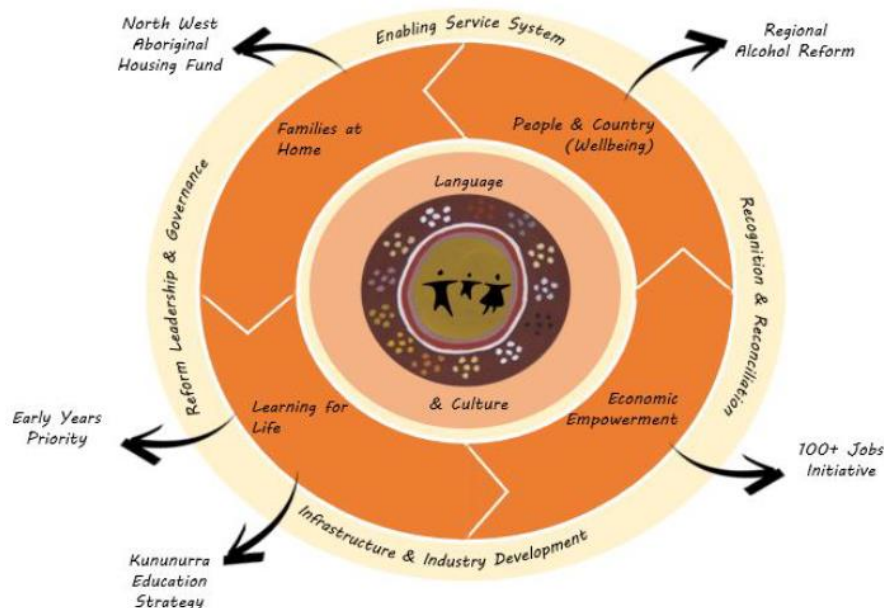 North West
Aboriginal
Housing Fund
Enabling Service System
Regional
Alcohol Reform
Families at
Home
People & Country
(Wellbeing)
Language
Reform Leadership & Governance
Recognition & Reconciliation
& Culture
Learning for
Life
Economic
Empowerment
Early Years
Priority
100+ Jobs
Initiative
Infrastructure & Industry Development
Kununurra
Education
Strategy